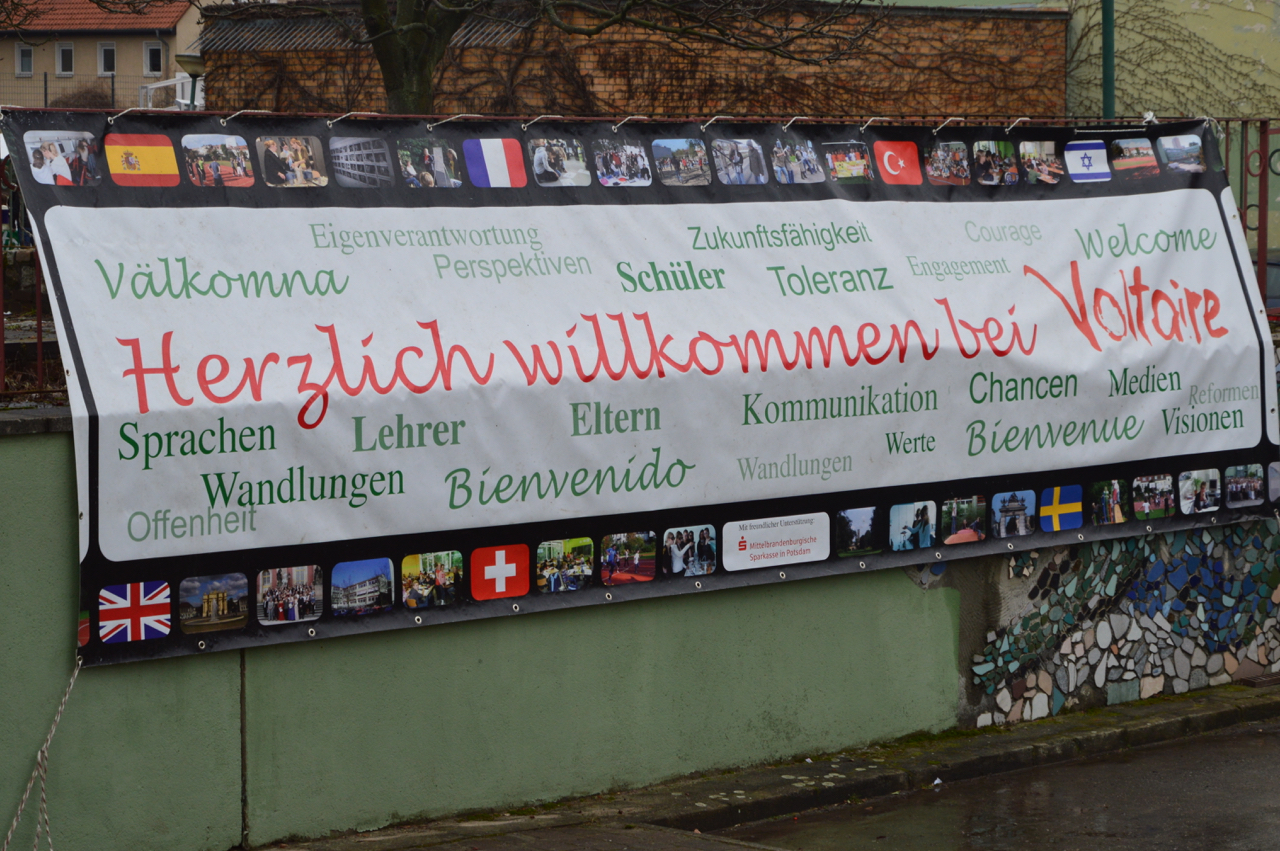 Eigenverantwortung
Zukunftsfähigkeit
Courage
Welcome
Välkomna
Perspektiven
Schüler
Toleranz
Engagement
Herzlich willkommen bei Voltaire
Sprachen
Lehrer
Eltern
Kommunikation
Chancen
Medien
Reformen
Wandlungen
Bienvenido
Wandlungen
Werte
Bienvenue
Visionen
Offenheit
Mit freundlicher Unterstützung:
Mittelbrandenburgische
Sparkasse in Potsdam